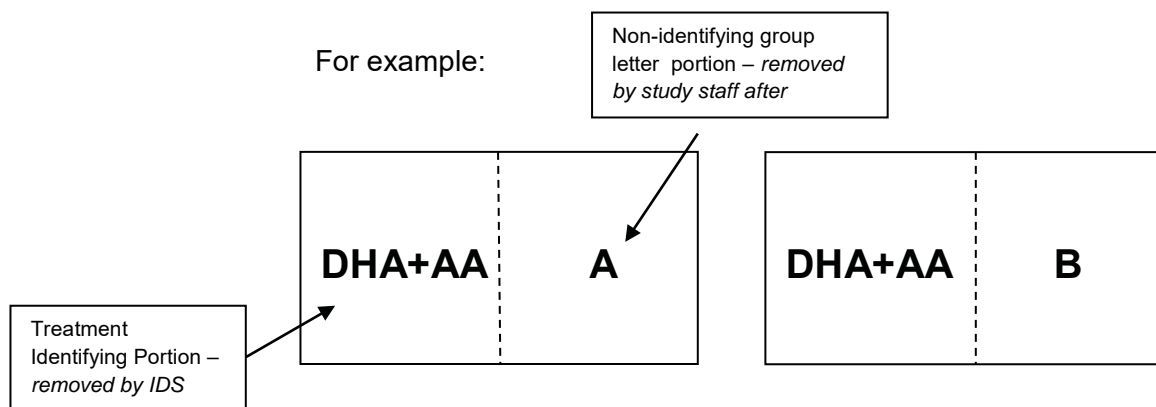 For example:
Non-identifying group
letter portion – removed
by study staff after
DHA+AA
A
DHA+AA
B
Treatment
Identifying Portion –
removed by IDS